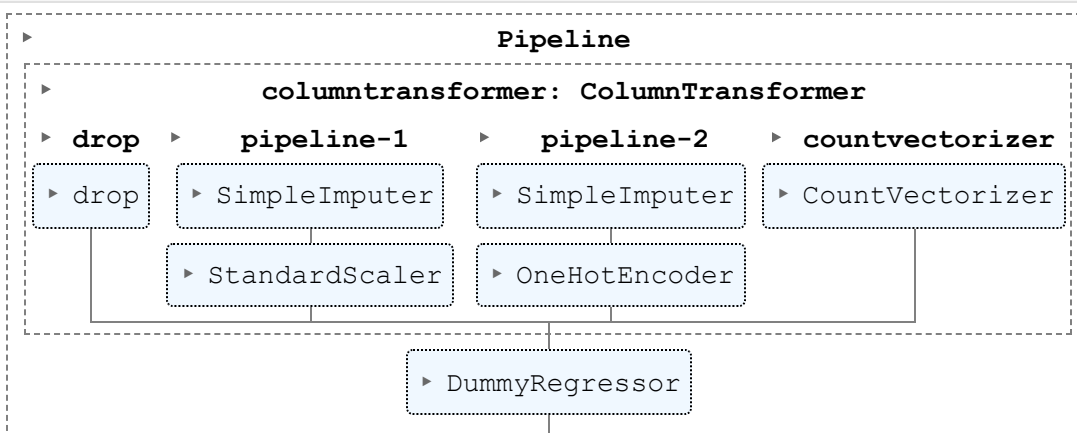 Pipeline
columntransformer: ColumnTransformer
drop pipeline-1 pipeline-2 countvectorizer
drop SimpleImputer SimpleImputer CountVectorizer
StandardScaler OneHotEncoder
DummyRegressor